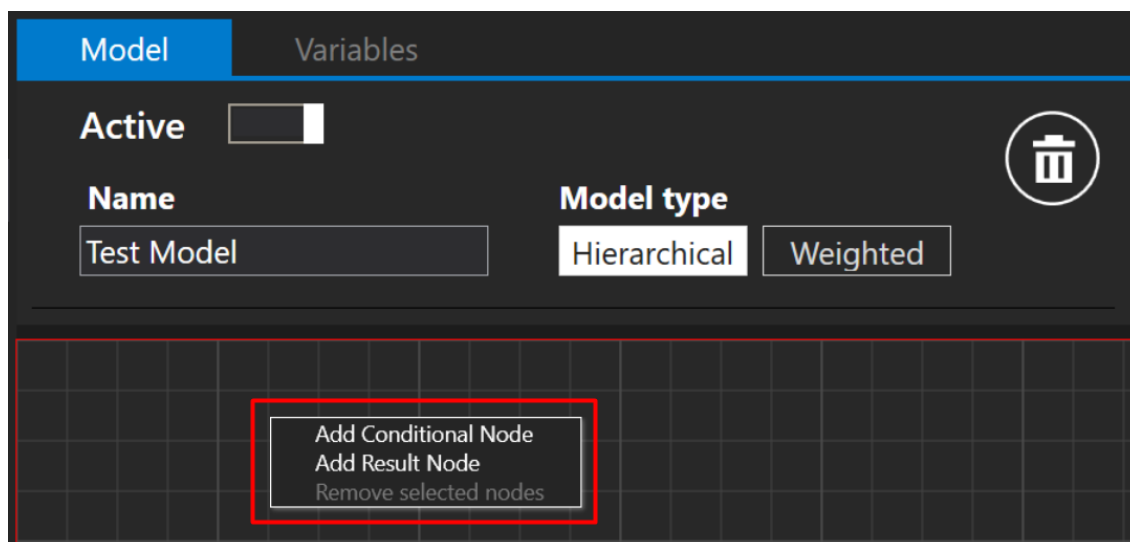 Model Variables
Active
Name Model type
Test Model Hierarchical Weighted
Add Conditional Node
Add Result Node
Remove selected nodes